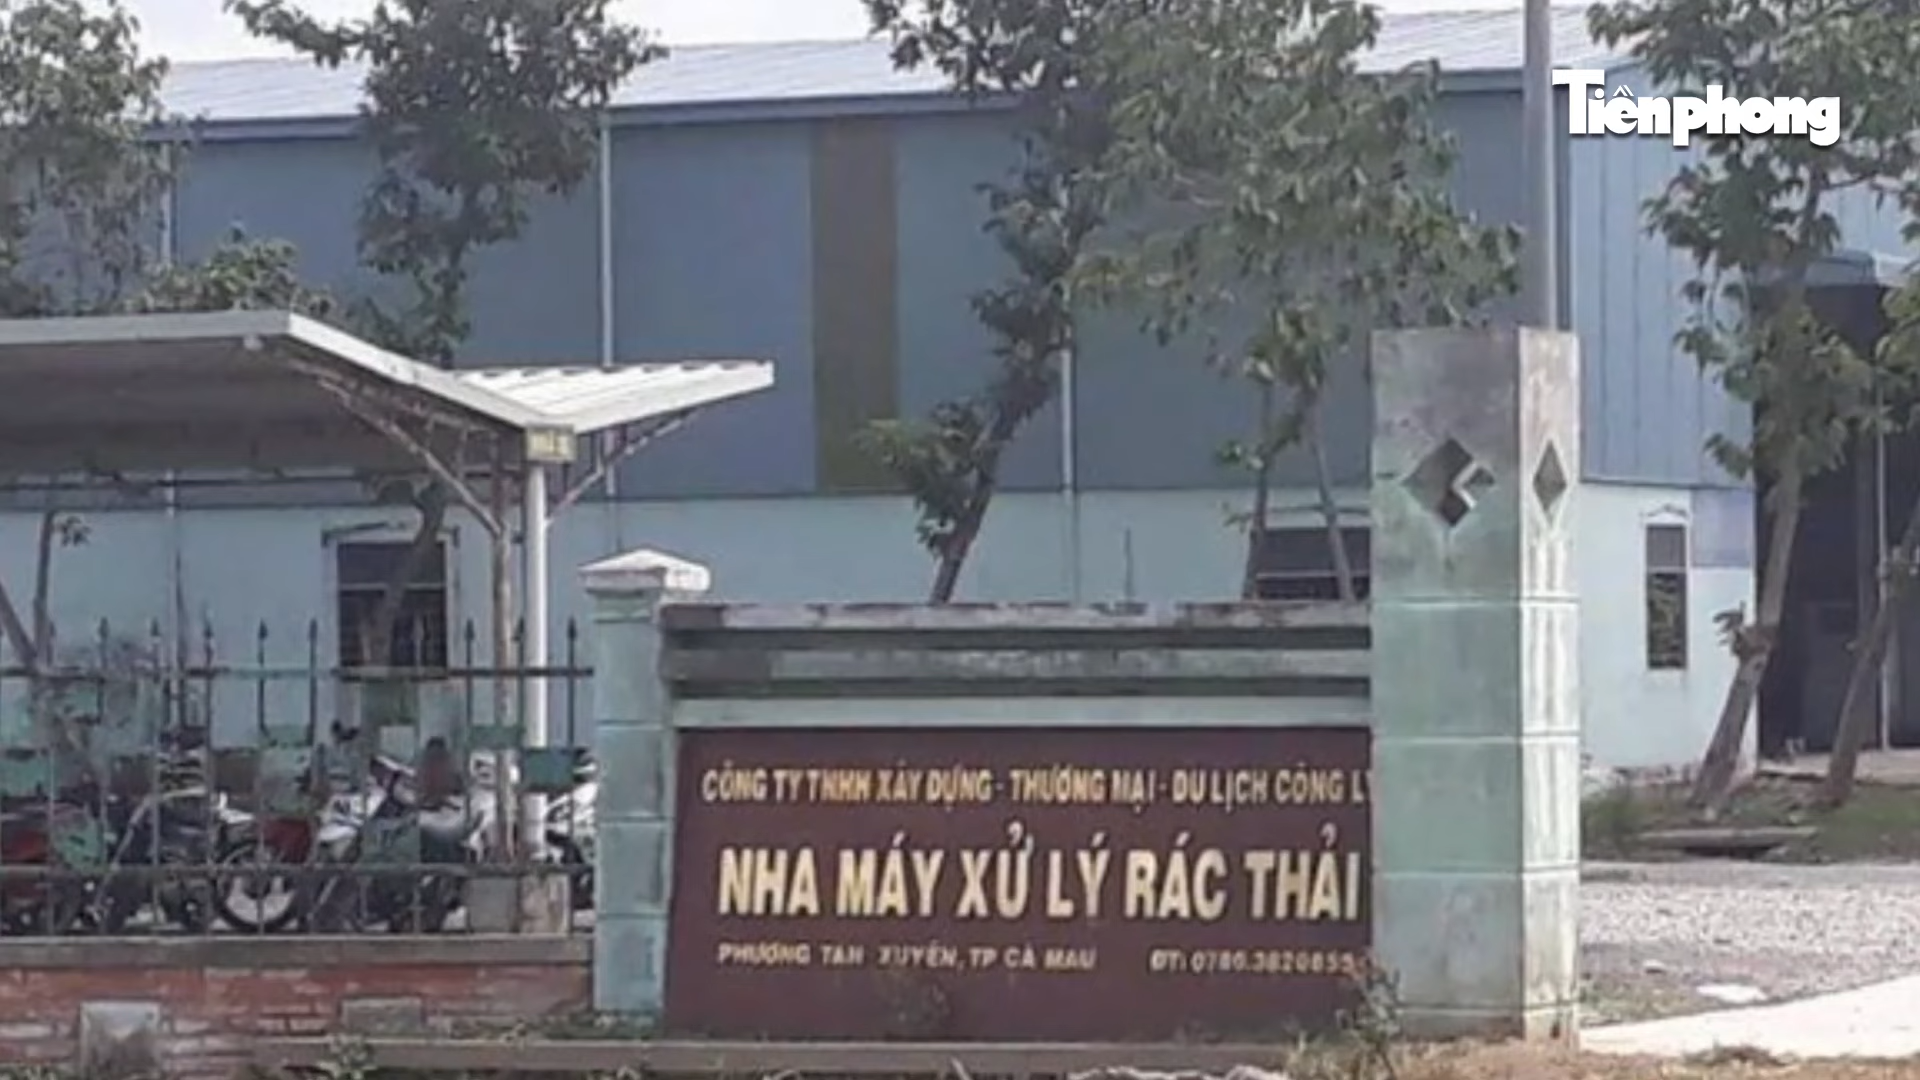 Tiềnphong
CÔNG TY TNHH XÂY DỰNG - THƯƠNG MẠI - DU LỊCH CÔNG LÝ
NHA MÁY XỬ LÝ RÁC THẢI
PHƯỜNG TAN XUYÊN, TP CÀ MAU ĐT: 0780.3820855